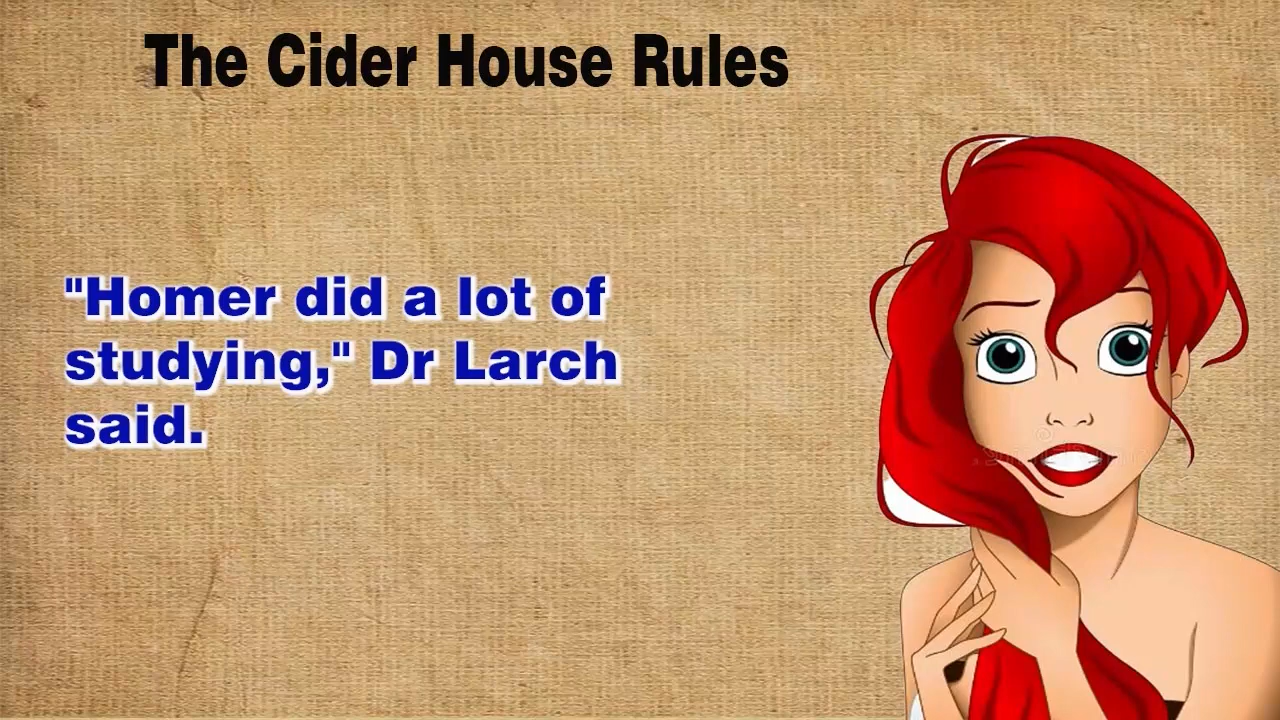 The Cider House Rules
"Homer did a lot of
studying," Dr Larch
said.